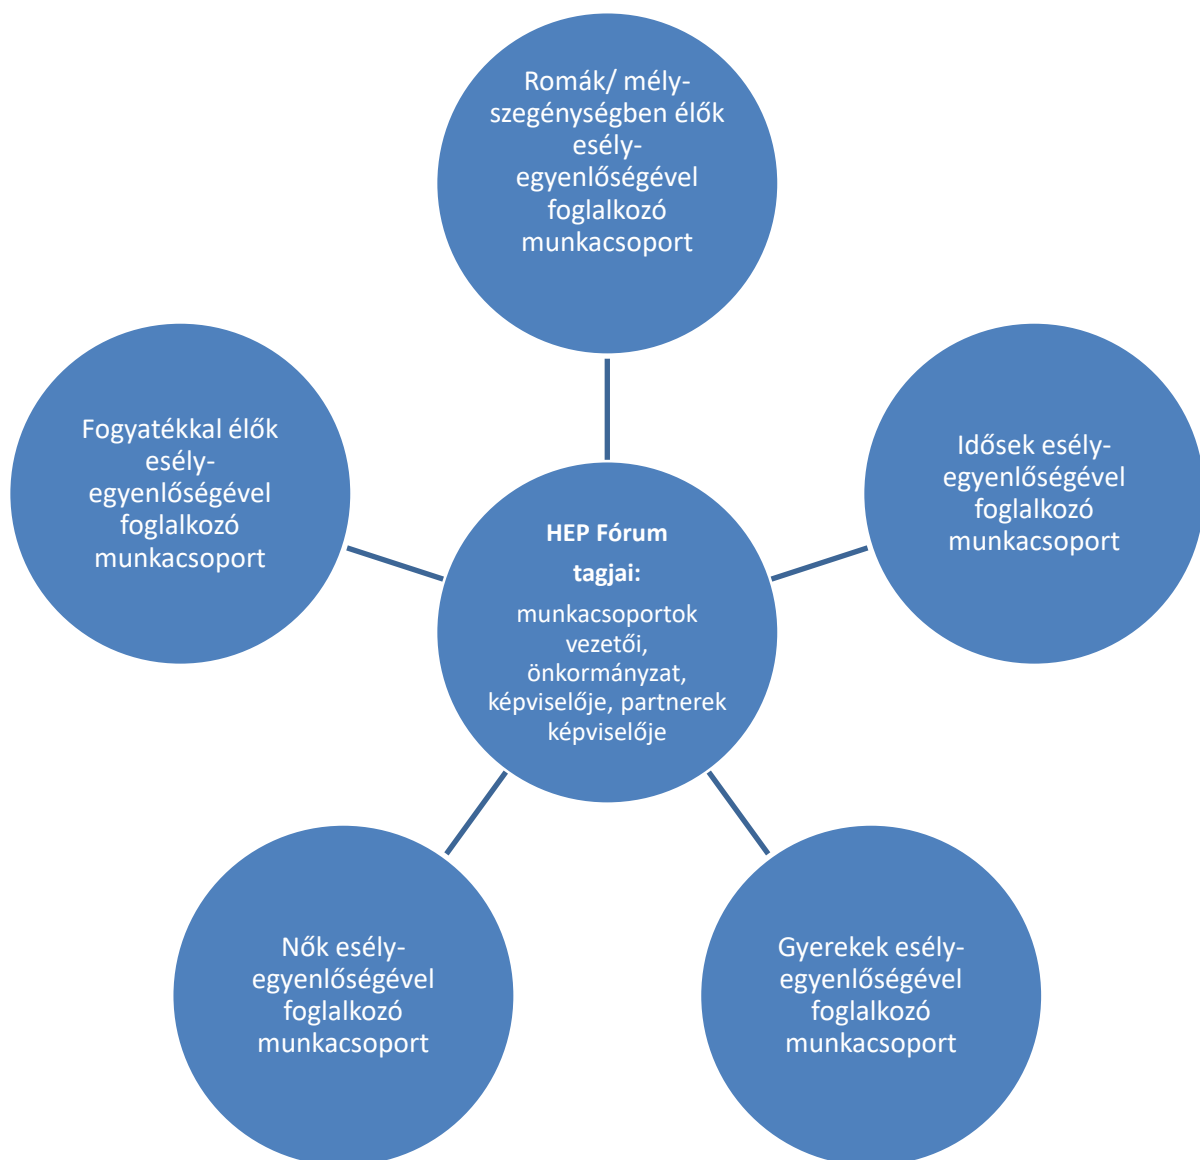 Romák/ mély-
szegénységben élők
esély-
egyenlőségével
foglalkozó
munkacsoport
Fogyatékkal élők
esély-
egyenlőségével
foglalkozó
munkacsoport
Idősek esély-
egyenlőségével
foglalkozó
munkacsoport
HEP Fórum
tagjai:
munkacsoportok
vezetői,
önkormányzat,
képviselője, partnerek
képviselője
Nők esély-
egyenlőségével
foglalkozó
munkacsoport
Gyerekek esély-
egyenlőségével
foglalkozó
munkacsoport